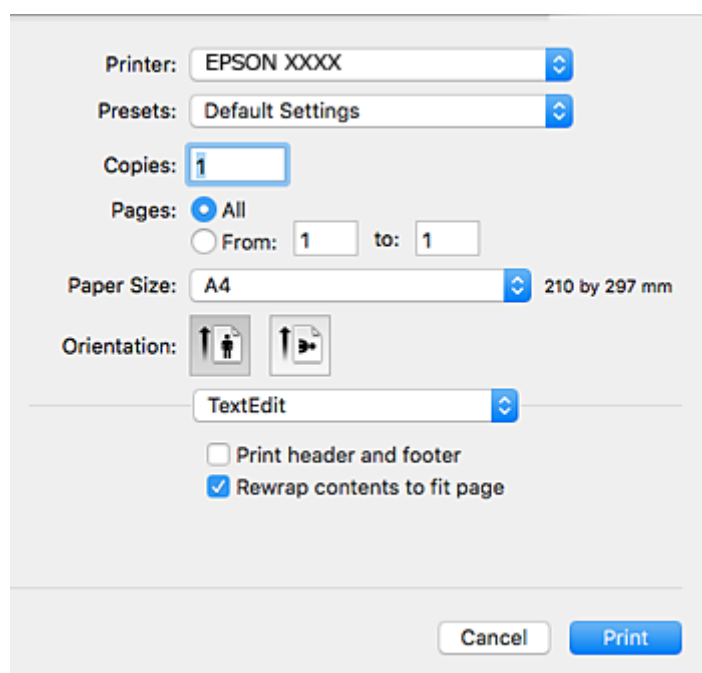 Printer: EPSON XXXX
Presets: Default Settings
Copies: 1
Pages: All
From: 1 to: 1
Paper Size: A4 210 by 297 mm
Orientation:
TextEdit
Print header and footer
Rewrap contents to fit page
Cancel Print